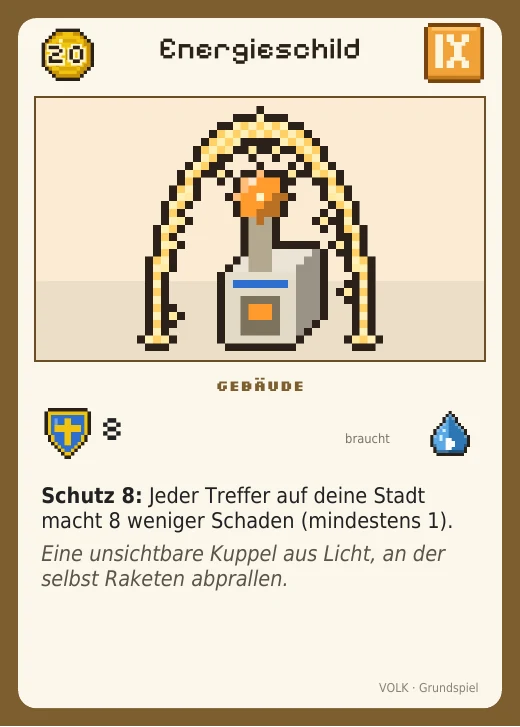 20
Energieschild
IX
GEBÄUDE
8
braucht
Schutz 8: Jeder Treffer auf deine Stadt
macht 8 weniger Schaden (mindestens 1).
Eine unsichtbare Kuppel aus Licht, an der
selbst Raketen abprallen.
VOLK · Grundspiel